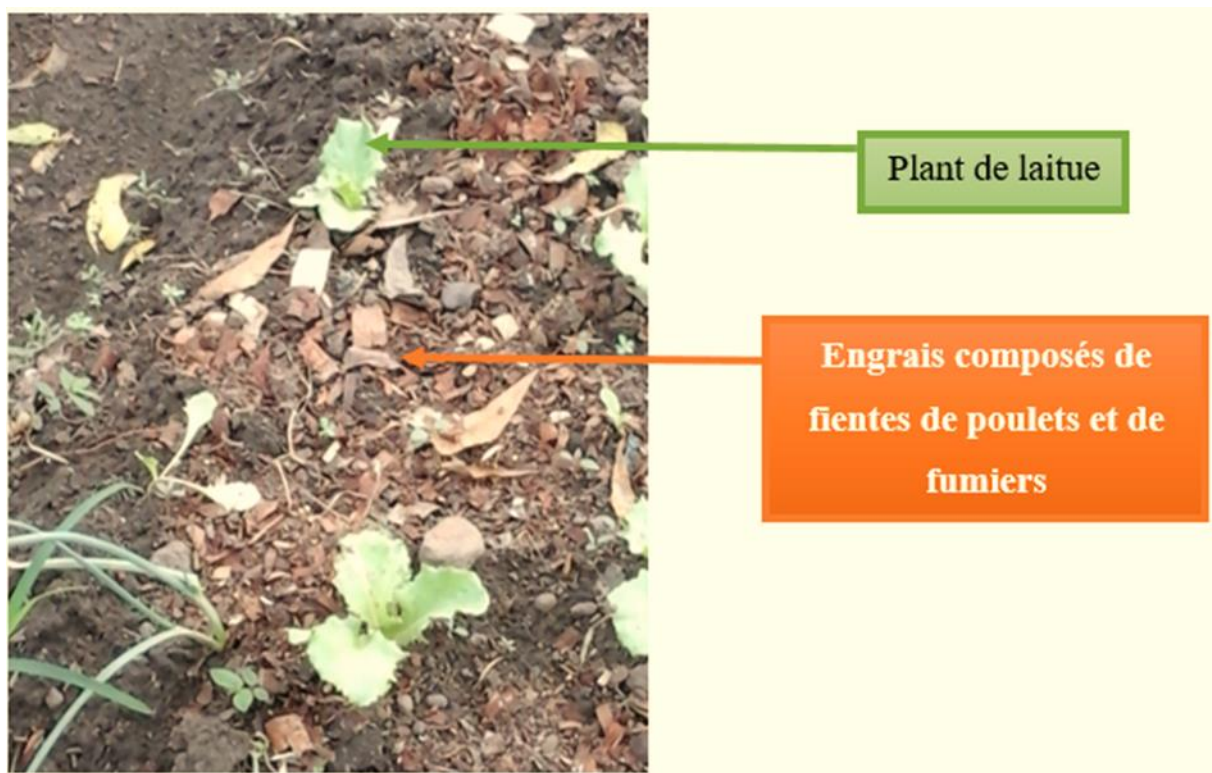 Plant de laitue
Engrais composés de
fientes de poulets et de
fumiers